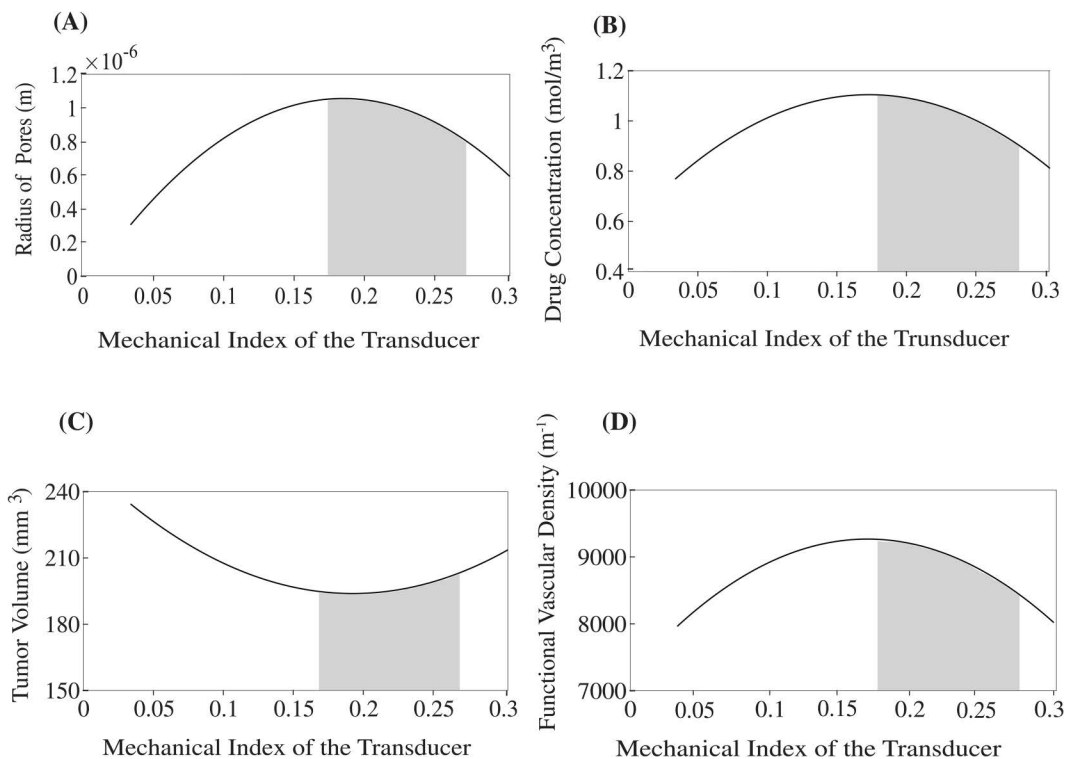 (A)
×10⁻⁶
Radius of Pores (m)
1.2
1
0.8
0.6
0.4
0.2
0
0 0.05 0.1 0.15 0.2 0.25 0.3
Mechanical Index of the Transducer
(B)
Drug Concentration (mol/m³)
1.2
1
0.8
0.6
0.4
0 0.05 0.1 0.15 0.2 0.25 0.3
Mechanical Index of the Trunsducer
(C)
Tumor Volume (mm ³)
240
210
180
150
0 0.05 0.1 0.15 0.2 0.25 0.3
Mechanical Index of the Transducer
(D)
Functional Vascular Density (m⁻¹)
10000
9000
8000
7000
0 0.05 0.1 0.15 0.2 0.25 0.3
Mechanical Index of the Transducer